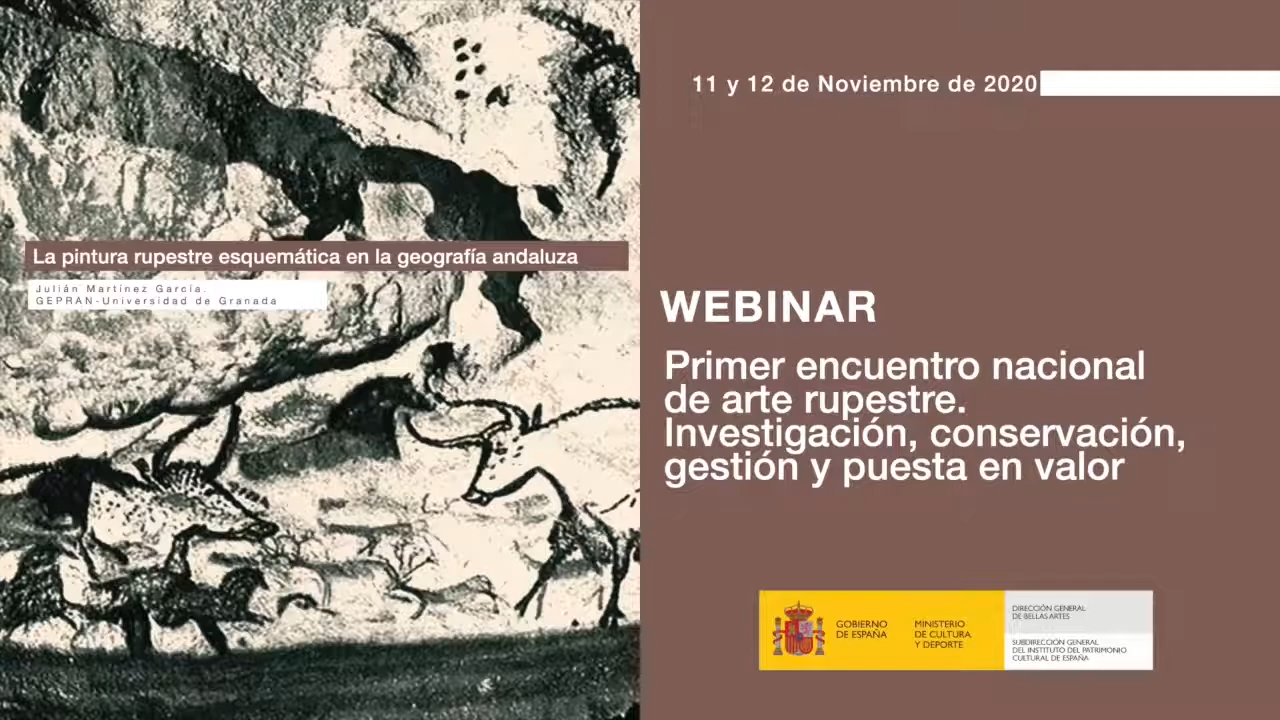 La pintura rupestre esquemática en la geografía andaluza
Julián Martínez García.
GEPRAN-Universidad de Granada
11 y 12 de Noviembre de 2020
WEBINAR
Primer encuentro nacional
de arte rupestre.
Investigación, conservación,
gestión y puesta en valor
GOBIERNO
DE ESPAÑA
MINISTERIO
DE CULTURA
Y DEPORTE
DIRECCIÓN GENERAL
DE BELLAS ARTES
SUBDIRECCIÓN GENERAL
DEL INSTITUTO DEL PATRIMONIO
CULTURAL DE ESPAÑA